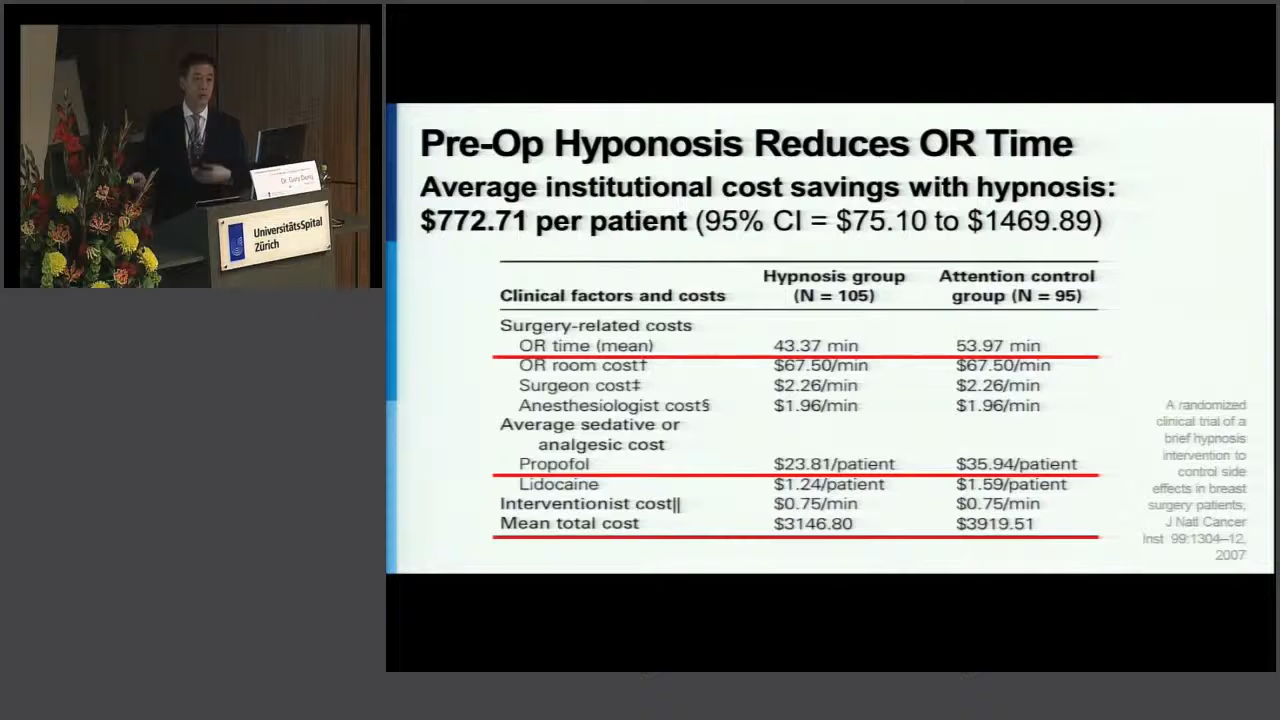 Dr. Gary Deng
UniversitätsSpital
Zürich
Pre-Op Hyponosis Reduces OR Time
Average institutional cost savings with hypnosis:
$772.71 per patient (95% CI = $75.10 to $1469.89)
Clinical factors and costs Hypnosis group (N = 105) Attention control group (N = 95)
Surgery-related costs
OR time (mean) 43.37 min 53.97 min
OR room cost† $67.50/min $67.50/min
Surgeon cost‡ $2.26/min $2.26/min
Anesthesiologist cost§ $1.96/min $1.96/min
Average sedative or
analgesic cost
Propofol $23.81/patient $35.94/patient
Lidocaine $1.24/patient $1.59/patient
Interventionist cost|| $0.75/min $0.75/min
Mean total cost $3146.80 $3919.51
A randomized
clinical trial of a
brief hypnosis
intervention to
control side
effects in breast
surgery patients,
J Natl Cancer
Inst 99:1304–12,
2007